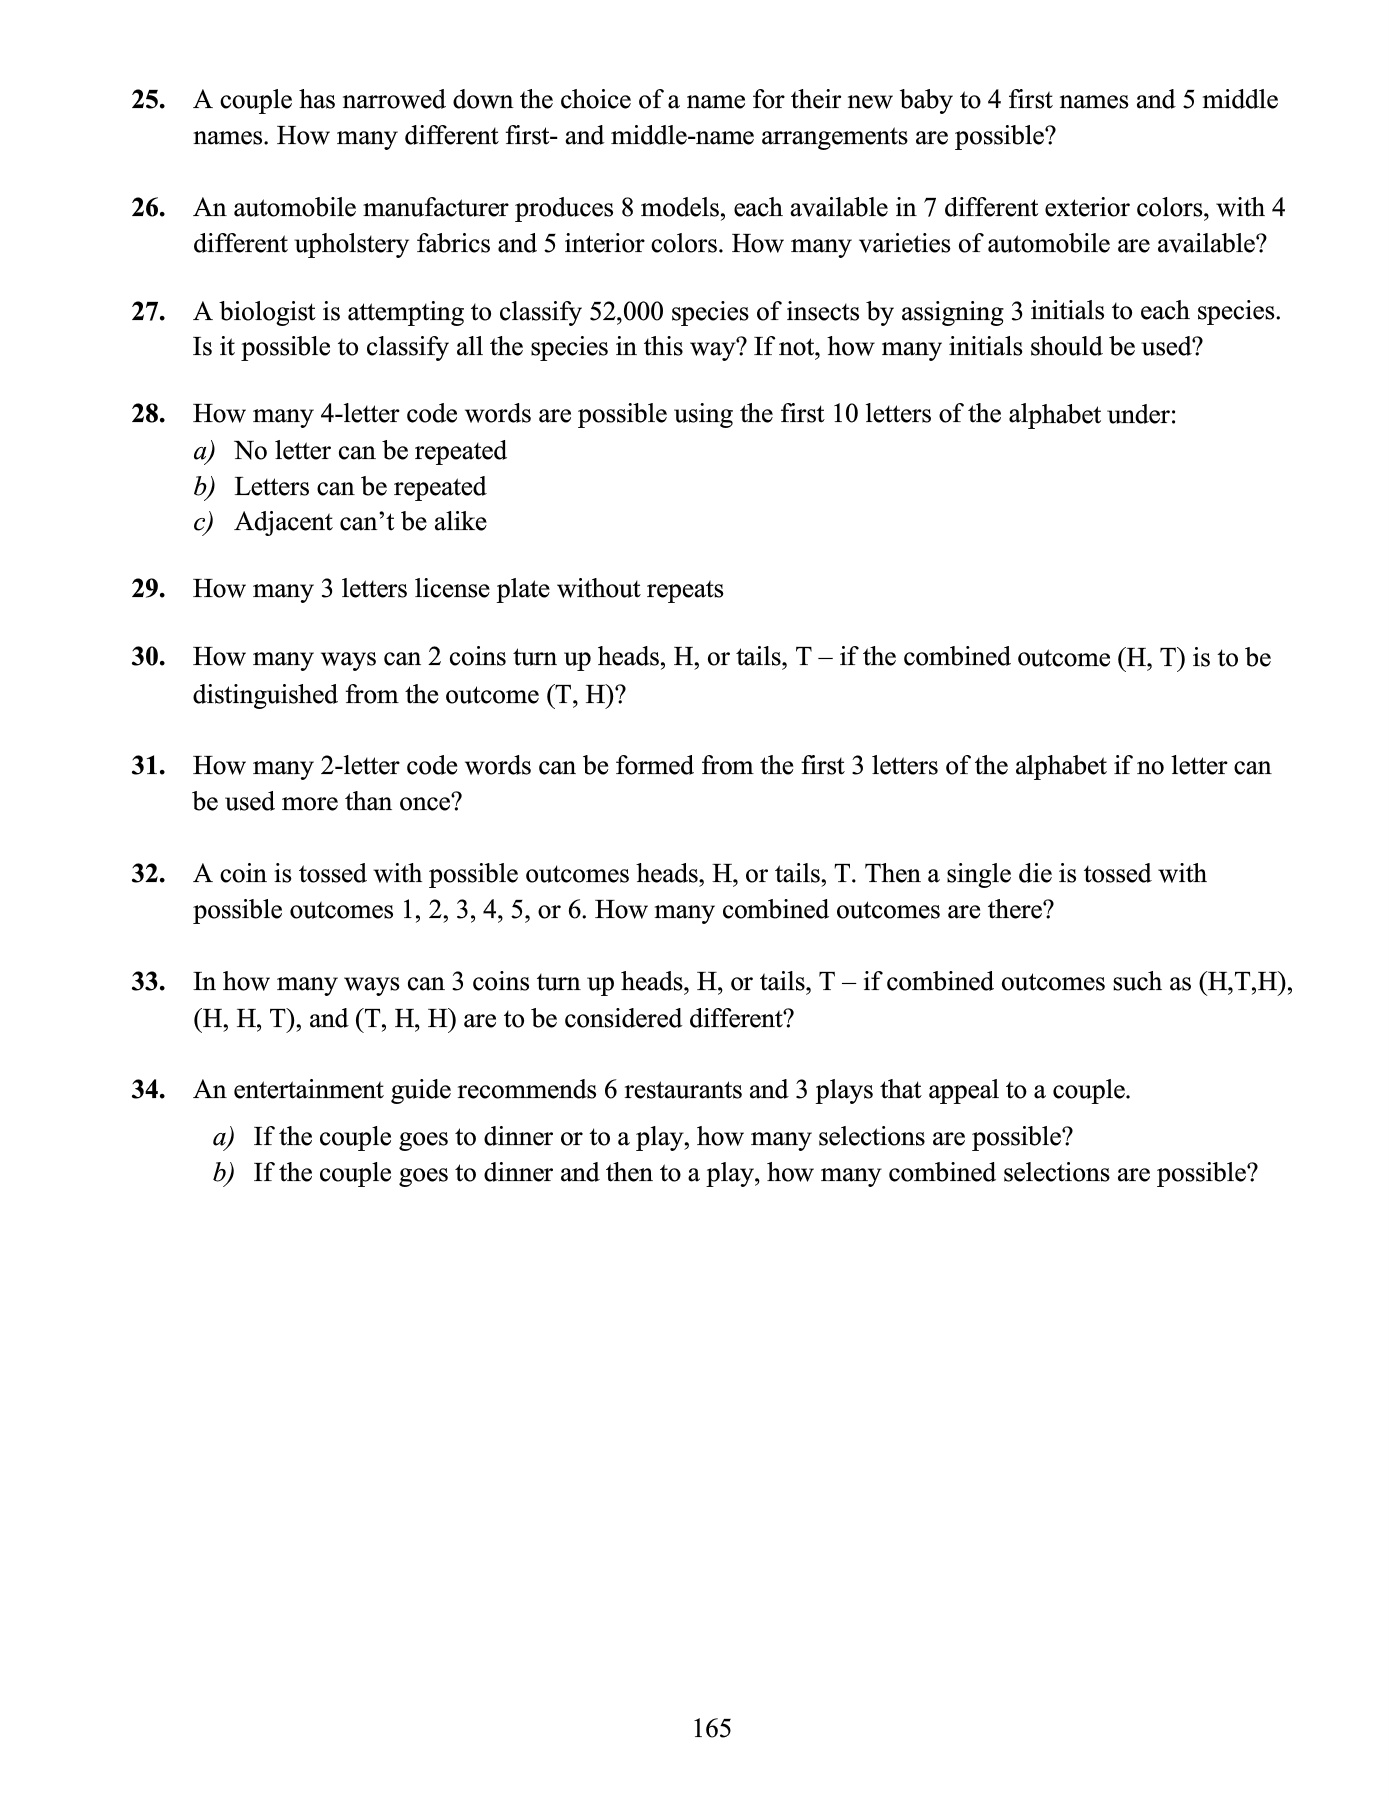 25. A couple has narrowed down the choice of a name for their new baby to 4 first names and 5 middle
names. How many different first- and middle-name arrangements are possible?
26. An automobile manufacturer produces 8 models, each available in 7 different exterior colors, with 4
different upholstery fabrics and 5 interior colors. How many varieties of automobile are available?
27. A biologist is attempting to classify 52,000 species of insects by assigning 3 initials to each species.
Is it possible to classify all the species in this way? If not, how many initials should be used?
28. How many 4-letter code words are possible using the first 10 letters of the alphabet under:
a) No letter can be repeated
b) Letters can be repeated
c) Adjacent can’t be alike
29. How many 3 letters license plate without repeats
30. How many ways can 2 coins turn up heads, H, or tails, T – if the combined outcome (H, T) is to be
distinguished from the outcome (T, H)?
31. How many 2-letter code words can be formed from the first 3 letters of the alphabet if no letter can
be used more than once?
32. A coin is tossed with possible outcomes heads, H, or tails, T. Then a single die is tossed with
possible outcomes 1, 2, 3, 4, 5, or 6. How many combined outcomes are there?
33. In how many ways can 3 coins turn up heads, H, or tails, T – if combined outcomes such as (H,T,H),
(H, H, T), and (T, H, H) are to be considered different?
34. An entertainment guide recommends 6 restaurants and 3 plays that appeal to a couple.
a) If the couple goes to dinner or to a play, how many selections are possible?
b) If the couple goes to dinner and then to a play, how many combined selections are possible?
165